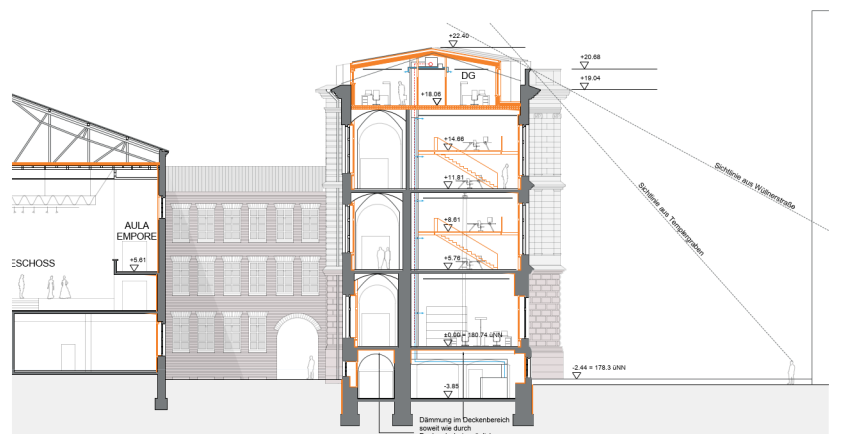 +22.40
+20.68
+19.04
DG
+18.06
+14.66
+11.81
Sichtlinie aus Wüllnerstraße
Sichtlinie aus Templergraben
AULA
EMPORE
+8.61
+5.61
ESCHOSS
+5.76
±0.00 = 180.74 üNN
-2.44 = 178.3 üNN
-3.85
Dämmung im Deckenbereich
soweit wie durch